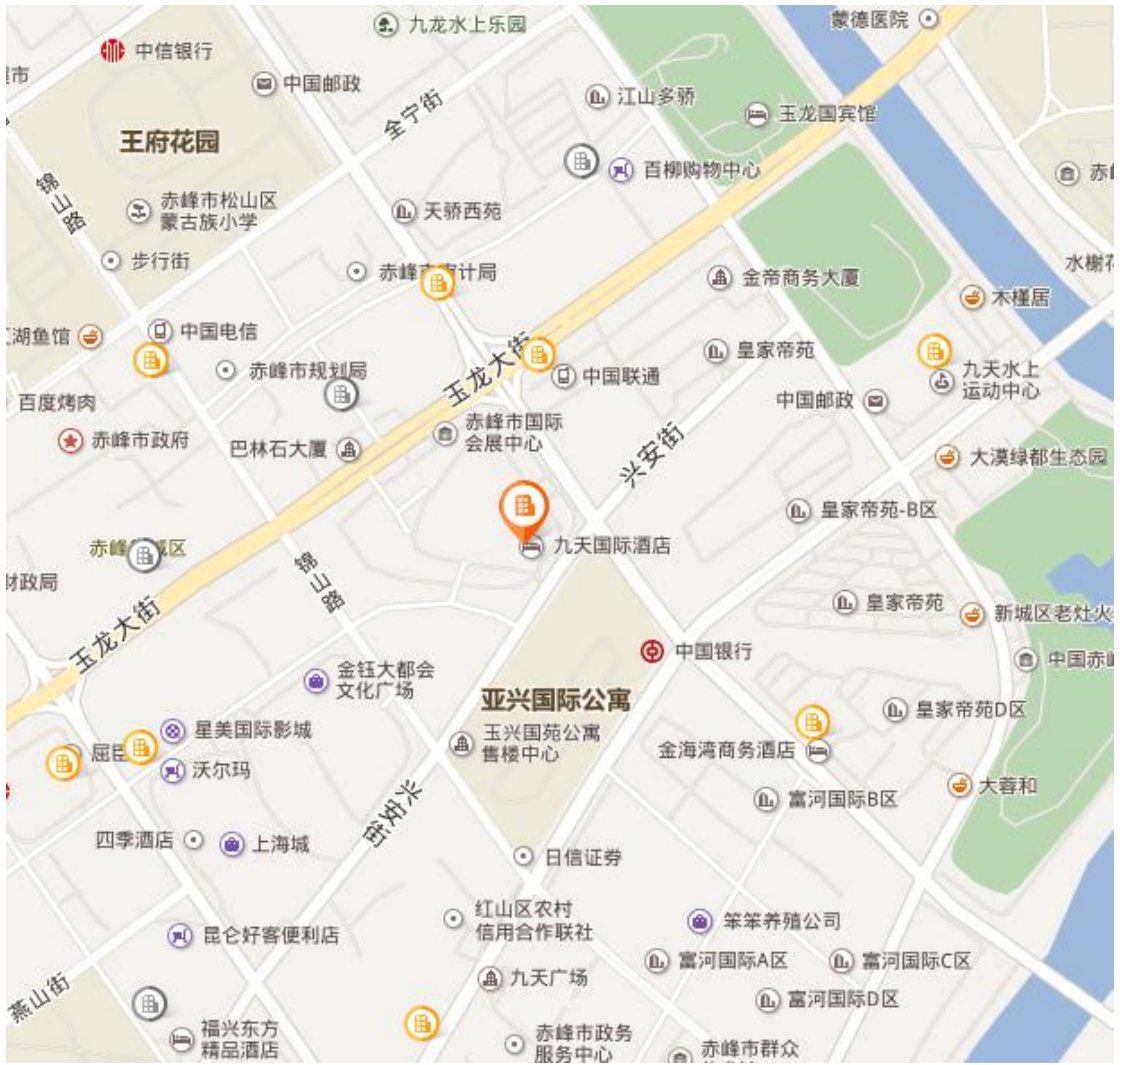 九龙水上乐园
蒙德医院
中信银行
中国邮政
江山多骄
玉龙国宾馆
全宁街
王府花园
百柳购物中心
锦山路
赤峰市松山区
蒙古族小学
天骄西苑
步行街
赤峰市审计局
金帝商务大厦
水榭花
木槿居
湖鱼馆
中国电信
赤峰市规划局
玉龙大街
中国联通
皇家帝苑
九天水上
运动中心
百度烤肉
中国邮政
赤峰市政府
巴林石大厦
赤峰市国际
会展中心
兴安街
大漠绿都生态园
皇家帝苑-B区
九天国际酒店
财政局
锦山路
皇家帝苑
新城区老灶火
玉龙大街
中国银行
中国赤
金钰大都会
文化广场
亚兴国际公寓
皇家帝苑D区
星美国际影城
玉兴国苑公寓
售楼中心
金海湾商务酒店
沃尔玛
大蓉和
兴安街
富河国际B区
四季酒店
上海城
日信证券
红山区农村
信用合作联社
笨笨养殖公司
昆仑好客便利店
富河国际A区
富河国际C区
九天广场
燕山街
富河国际D区
福兴东方
精品酒店
赤峰市政务
服务中心
赤峰市群众